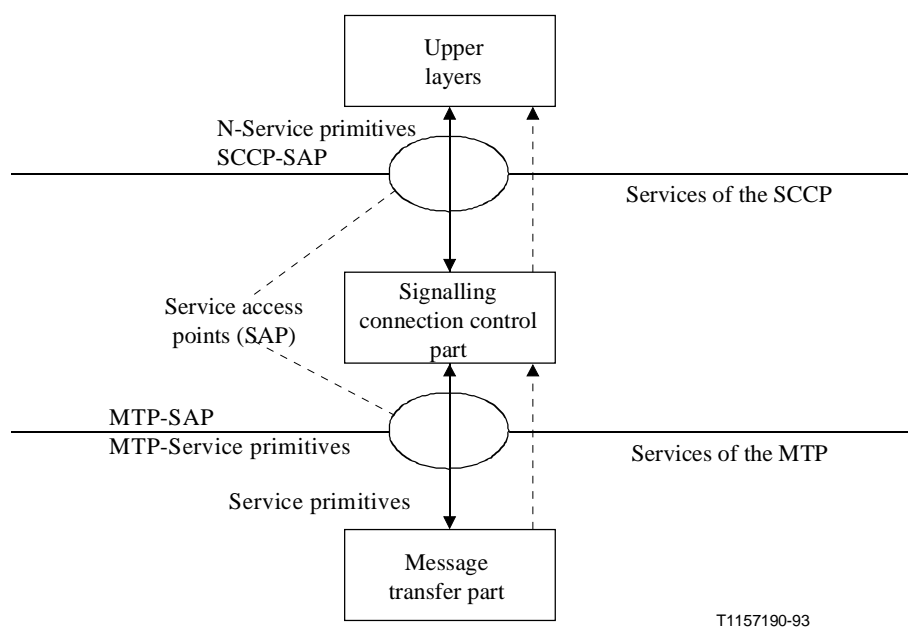 Upper
layers
N-Service primitives
SCCP-SAP
Services of the SCCP
Signalling
connection control
part
Service access
points (SAP)
MTP-SAP
MTP-Service primitives
Services of the MTP
Service primitives
Message
transfer part
T1157190-93